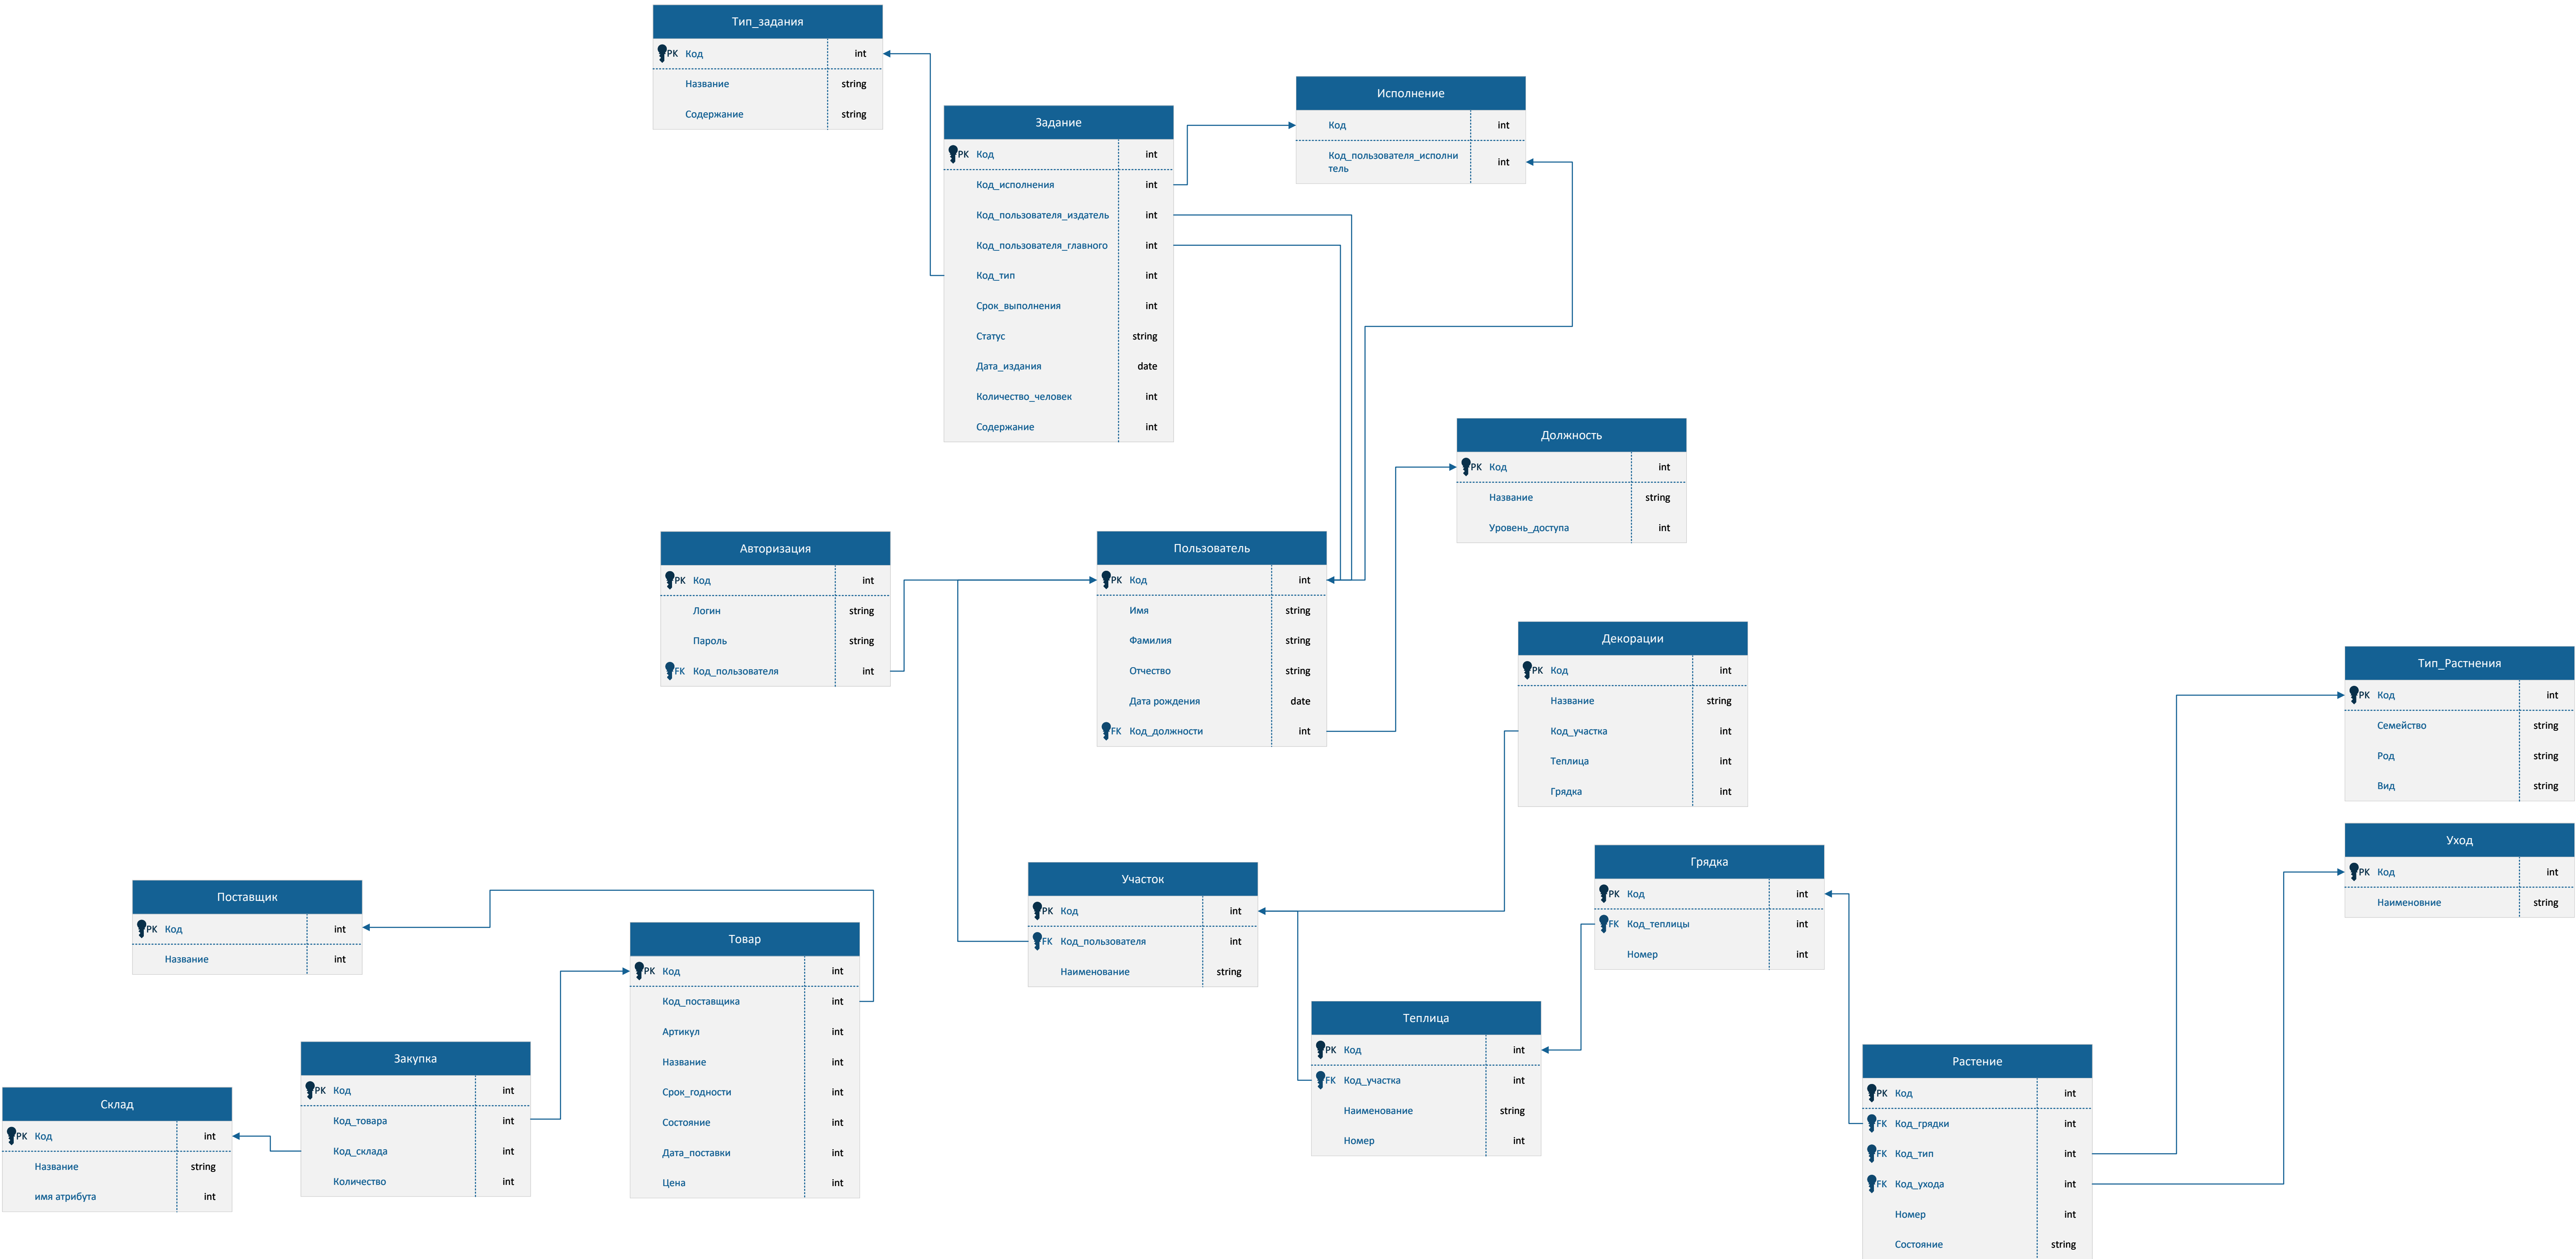 Тип_задания
PK Код int
Название string
Содержание string
Исполнение
Код int
Код_пользователя_исполни
тель int
Задание
PK Код int
Код_исполнения int
Код_пользователя_издатель int
Код_пользователя_главного int
Код_тип int
Срок_выполнения int
Статус string
Дата_издания date
Количество_человек int
Содержание int
Должность
PK Код int
Название string
Уровень_доступа int
Авторизация
PK Код int
Логин string
Пароль string
FK Код_пользователя int
Пользователь
PK Код int
Имя string
Фамилия string
Отчество string
Дата рождения date
FK Код_должности int
Декорации
PK Код int
Название string
Код_участка int
Теплица int
Грядка int
Тип_Растнения
PK Код int
Семейство string
Род string
Вид string
Уход
PK Код int
Наименовние string
Грядка
PK Код int
FK Код_теплицы int
Номер int
Участок
PK Код int
FK Код_пользователя int
Наименование string
Поставщик
PK Код int
Название int
Товар
PK Код int
Код_поставщика int
Артикул int
Название int
Срок_годности int
Состояние int
Дата_поставки int
Цена int
Теплица
PK Код int
FK Код_участка int
Наименование string
Номер int
Закупка
PK Код int
Код_товара int
Код_склада int
Количество int
Склад
PK Код int
Название string
имя атрибута int
Растение
PK Код int
FK Код_грядки int
FK Код_тип int
FK Код_ухода int
Номер int
Состояние string